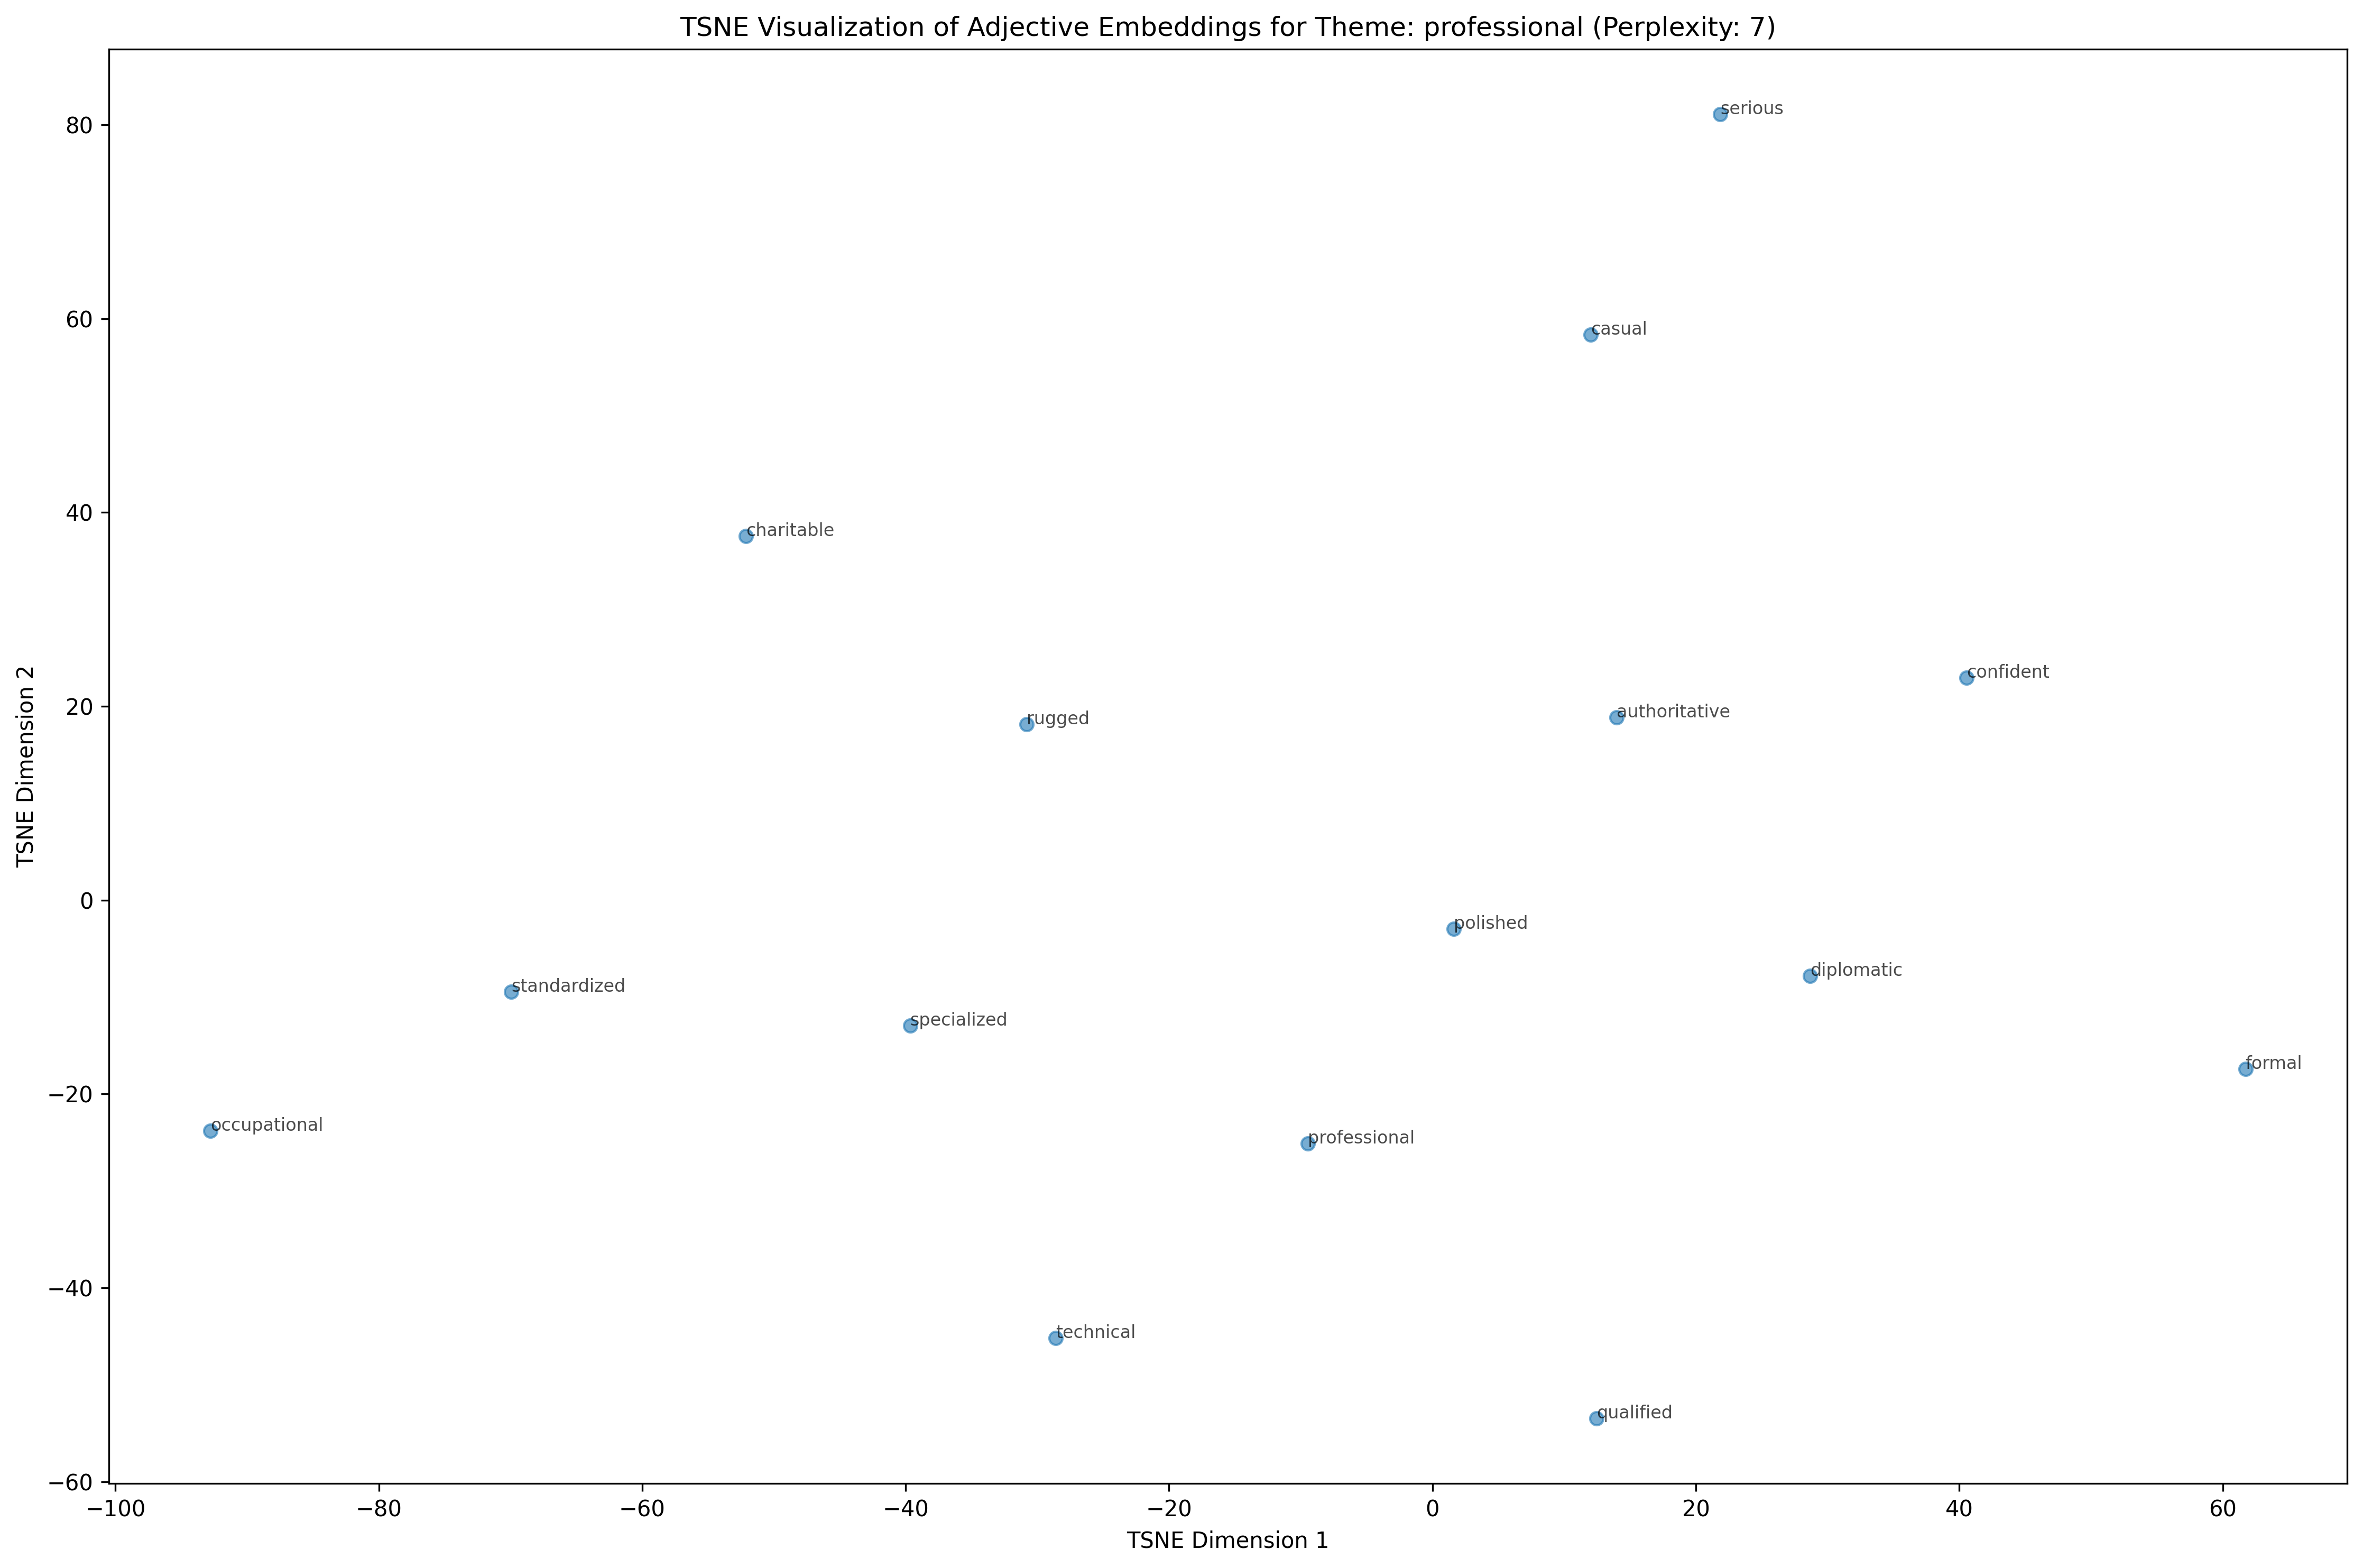 TSNE Visualization of Adjective Embeddings for Theme: professional (Perplexity: 7)
80
60
40
20
0
−20
−40
−60
TSNE Dimension 2
serious
casual
charitable
confident
authoritative
rugged
polished
diplomatic
standardized
specialized
formal
occupational
professional
technical
qualified
−100
−80
−60
−40
−20
0
20
40
60
TSNE Dimension 1